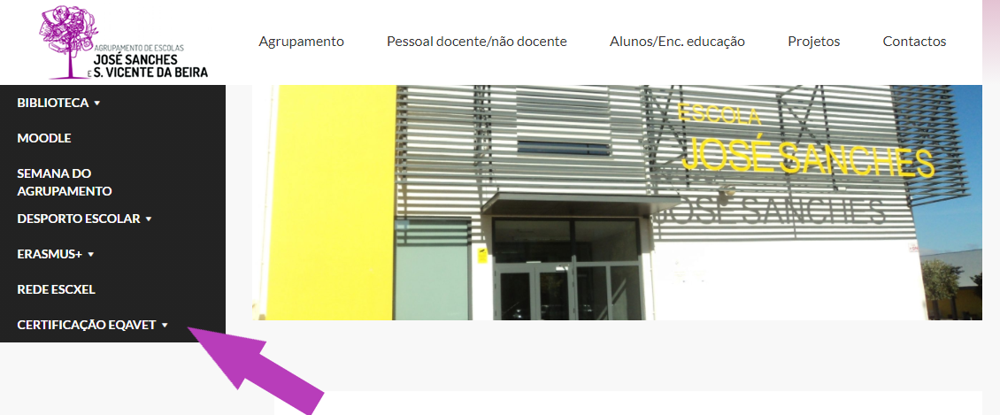 AGRUPAMENTO DE ESCOLAS
JOSÉ SANCHES
E S. VICENTE DA BEIRA
Agrupamento
Pessoal docente/não docente
Alunos/Enc. educação
Projetos
Contactos
BIBLIOTECA
MOODLE
SEMANA DO
AGRUPAMENTO
DESPORTO ESCOLAR
ERASMUS+
REDE ESCXEL
CERTIFICAÇÃO EQAVET
ESCOLA
JOSÉ SANCHES
JOSÉ SANCHES